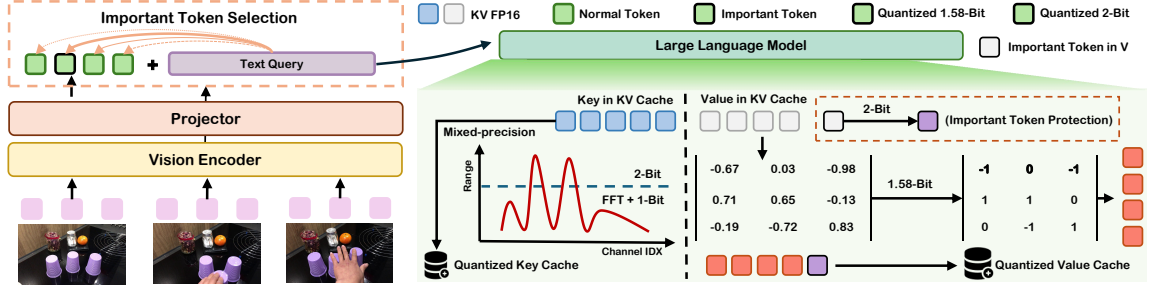 Important Token Selection
Text Query
Projector
Vision Encoder
KV FP16
Normal Token
Important Token
Quantized 1.58-Bit
Quantized 2-Bit
Large Language Model
Important Token in V
Key in KV Cache
Mixed-precision
Range
2-Bit
FFT + 1-Bit
Channel IDX
Quantized Key Cache
Value in KV Cache
2-Bit
(Important Token Protection)
-0.67 0.03 -0.98
0.71 0.65 -0.13
-0.19 -0.72 0.83
1.58-Bit
-1 0 -1
1 1 0
0 -1 1
Quantized Value Cache